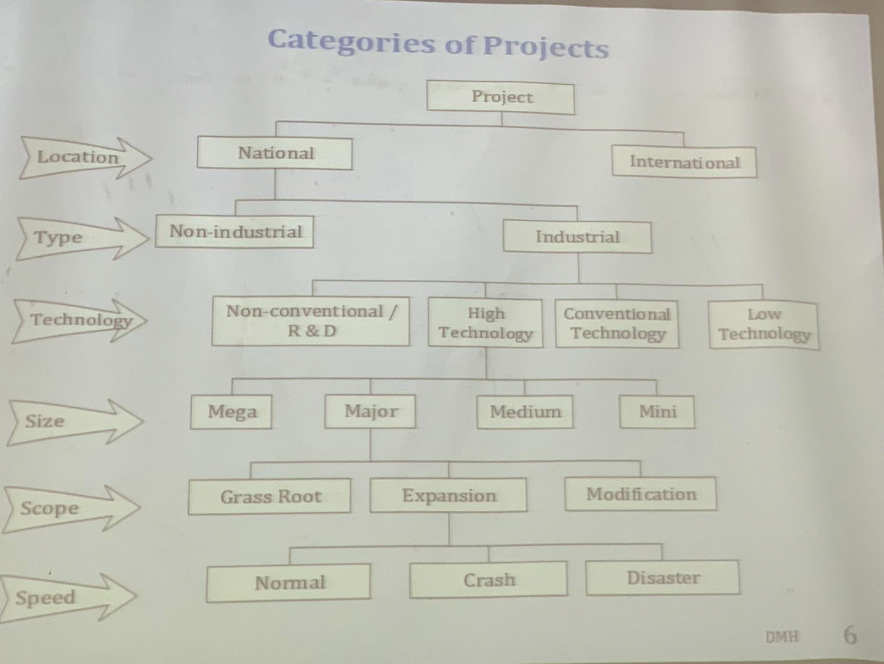 Categories of Projects
Project
Location
National
International
Type
Non-industrial
Industrial
Technology
Non-conventional /
R & D
High
Technology
Conventional
Technology
Low
Technology
Size
Mega
Major
Medium
Mini
Scope
Grass Root
Expansion
Modification
Speed
Normal
Crash
Disaster
DMH 6